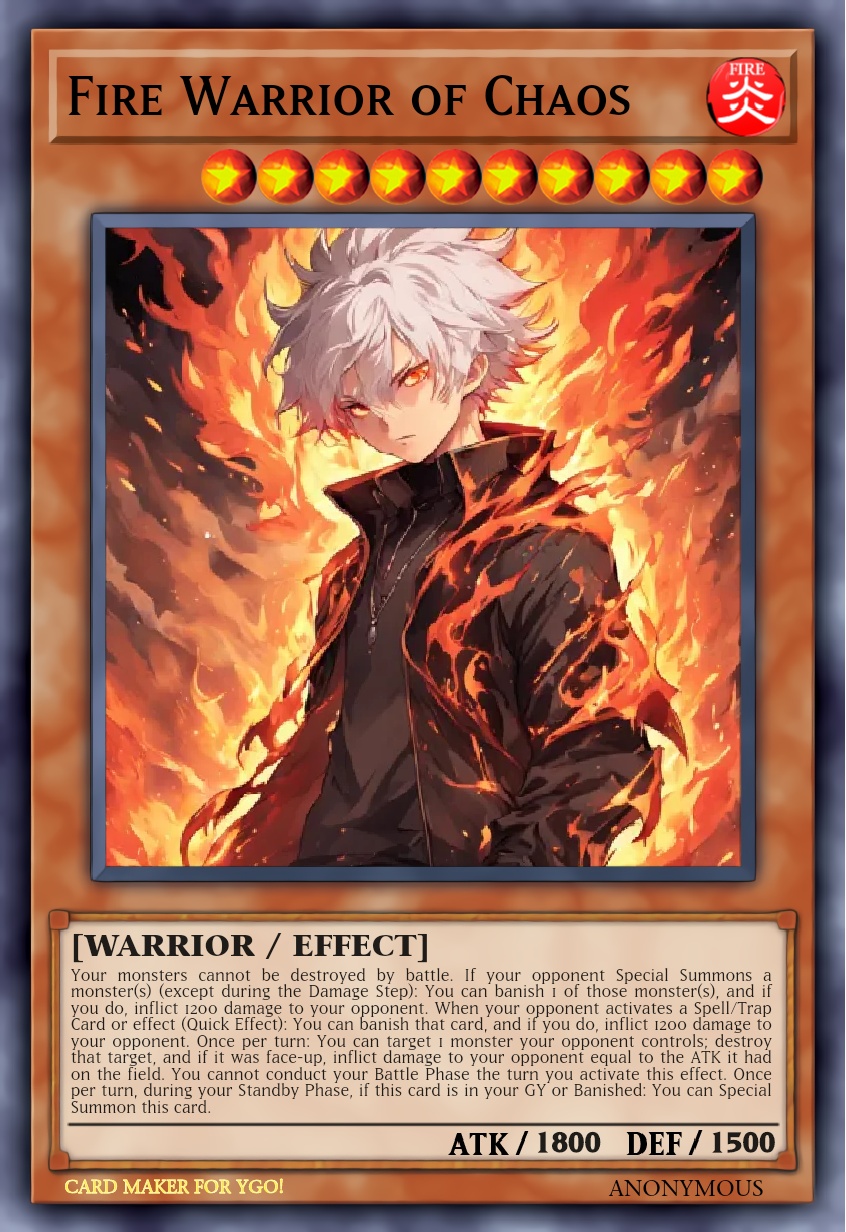 Fire Warrior of Chaos
FIRE
炎
[WARRIOR / EFFECT]
Your monsters cannot be destroyed by battle. If your opponent Special Summons a
monster(s) (except during the Damage Step): You can banish 1 of those monster(s), and if
you do, inflict 1200 damage to your opponent. When your opponent activates a Spell/Trap
Card or effect (Quick Effect): You can banish that card, and if you do, inflict 1200 damage to
your opponent. Once per turn: You can target 1 monster your opponent controls; destroy
that target, and if it was face-up, inflict damage to your opponent equal to the ATK it had
on the field. You cannot conduct your Battle Phase the turn you activate this effect. Once
per turn, during your Standby Phase, if this card is in your GY or Banished: You can Special
Summon this card.
ATK / 1800 DEF / 1500
CARD MAKER FOR YGO!
ANONYMOUS